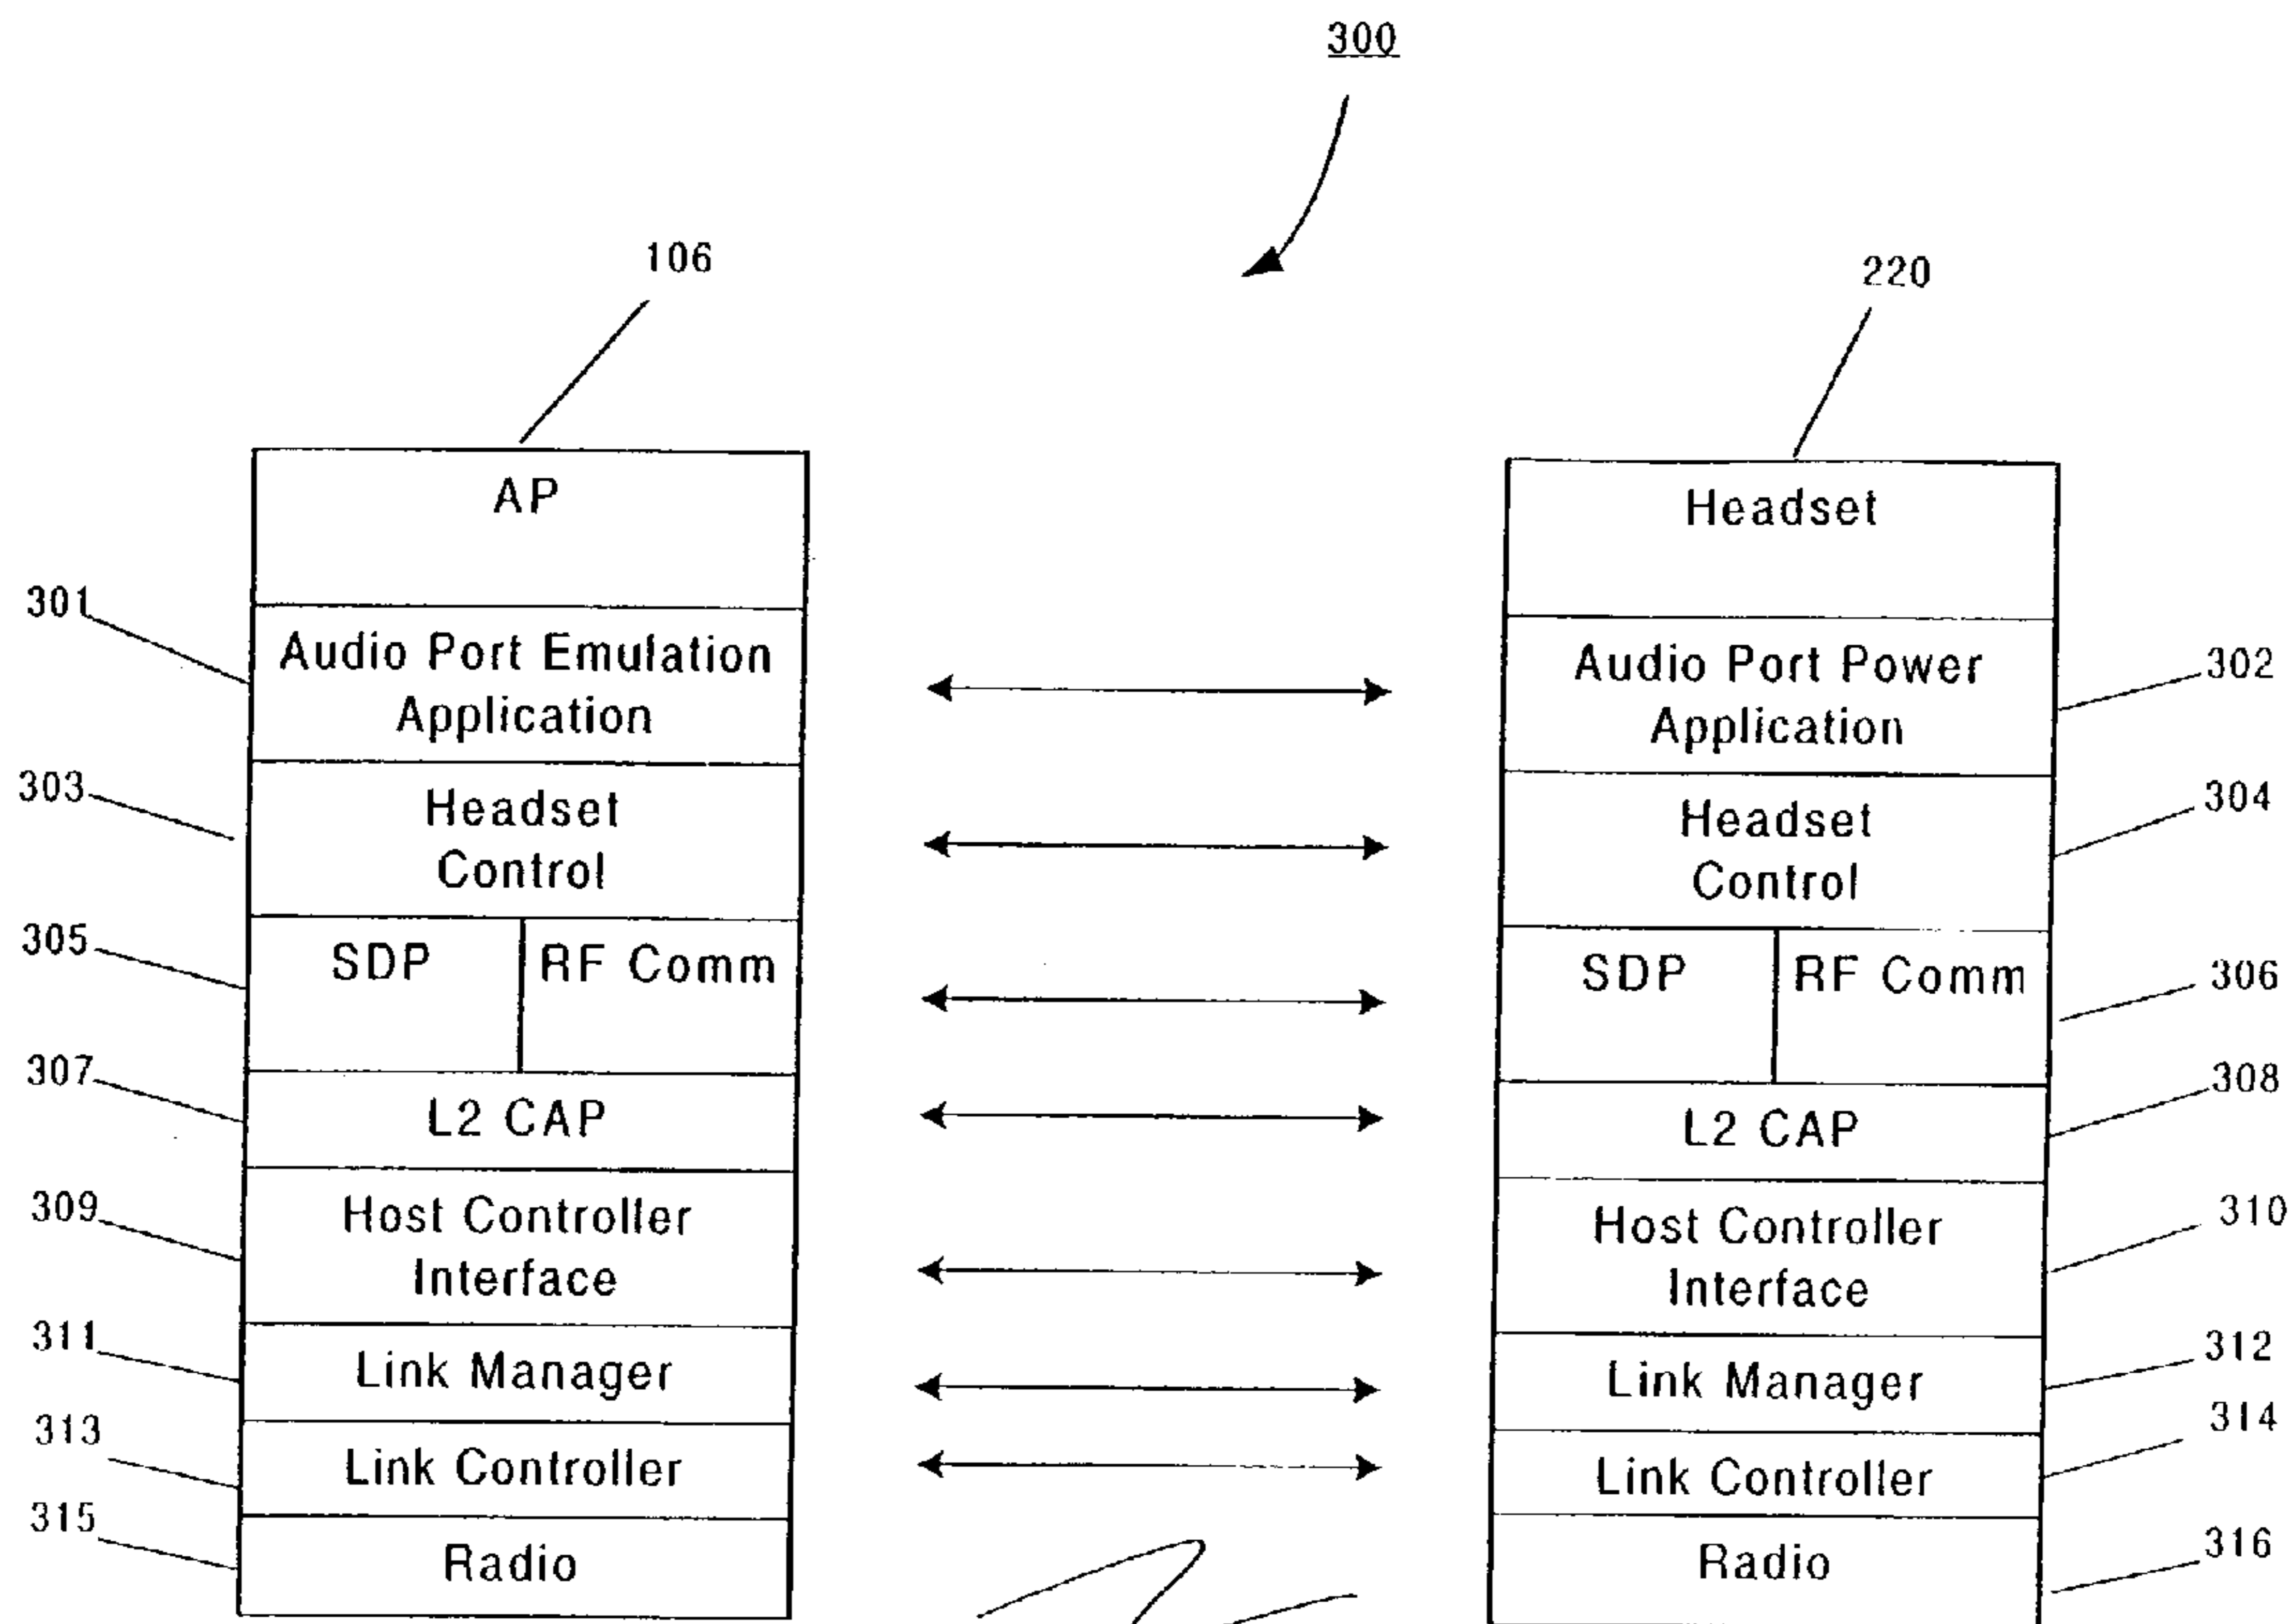 300
106
220
AP
Headset
301
Audio Port Emulation
Application
Audio Port Power
Application
302
303
Headset
Control
Headset
Control
304
305
SDP
RF Comm
SDP
RF Comm
306
307
L2 CAP
L2 CAP
308
309
Host Controller
Interface
Host Controller
Interface
310
311
Link Manager
Link Manager
312
313
Link Controller
Link Controller
314
315
Radio
Radio
316